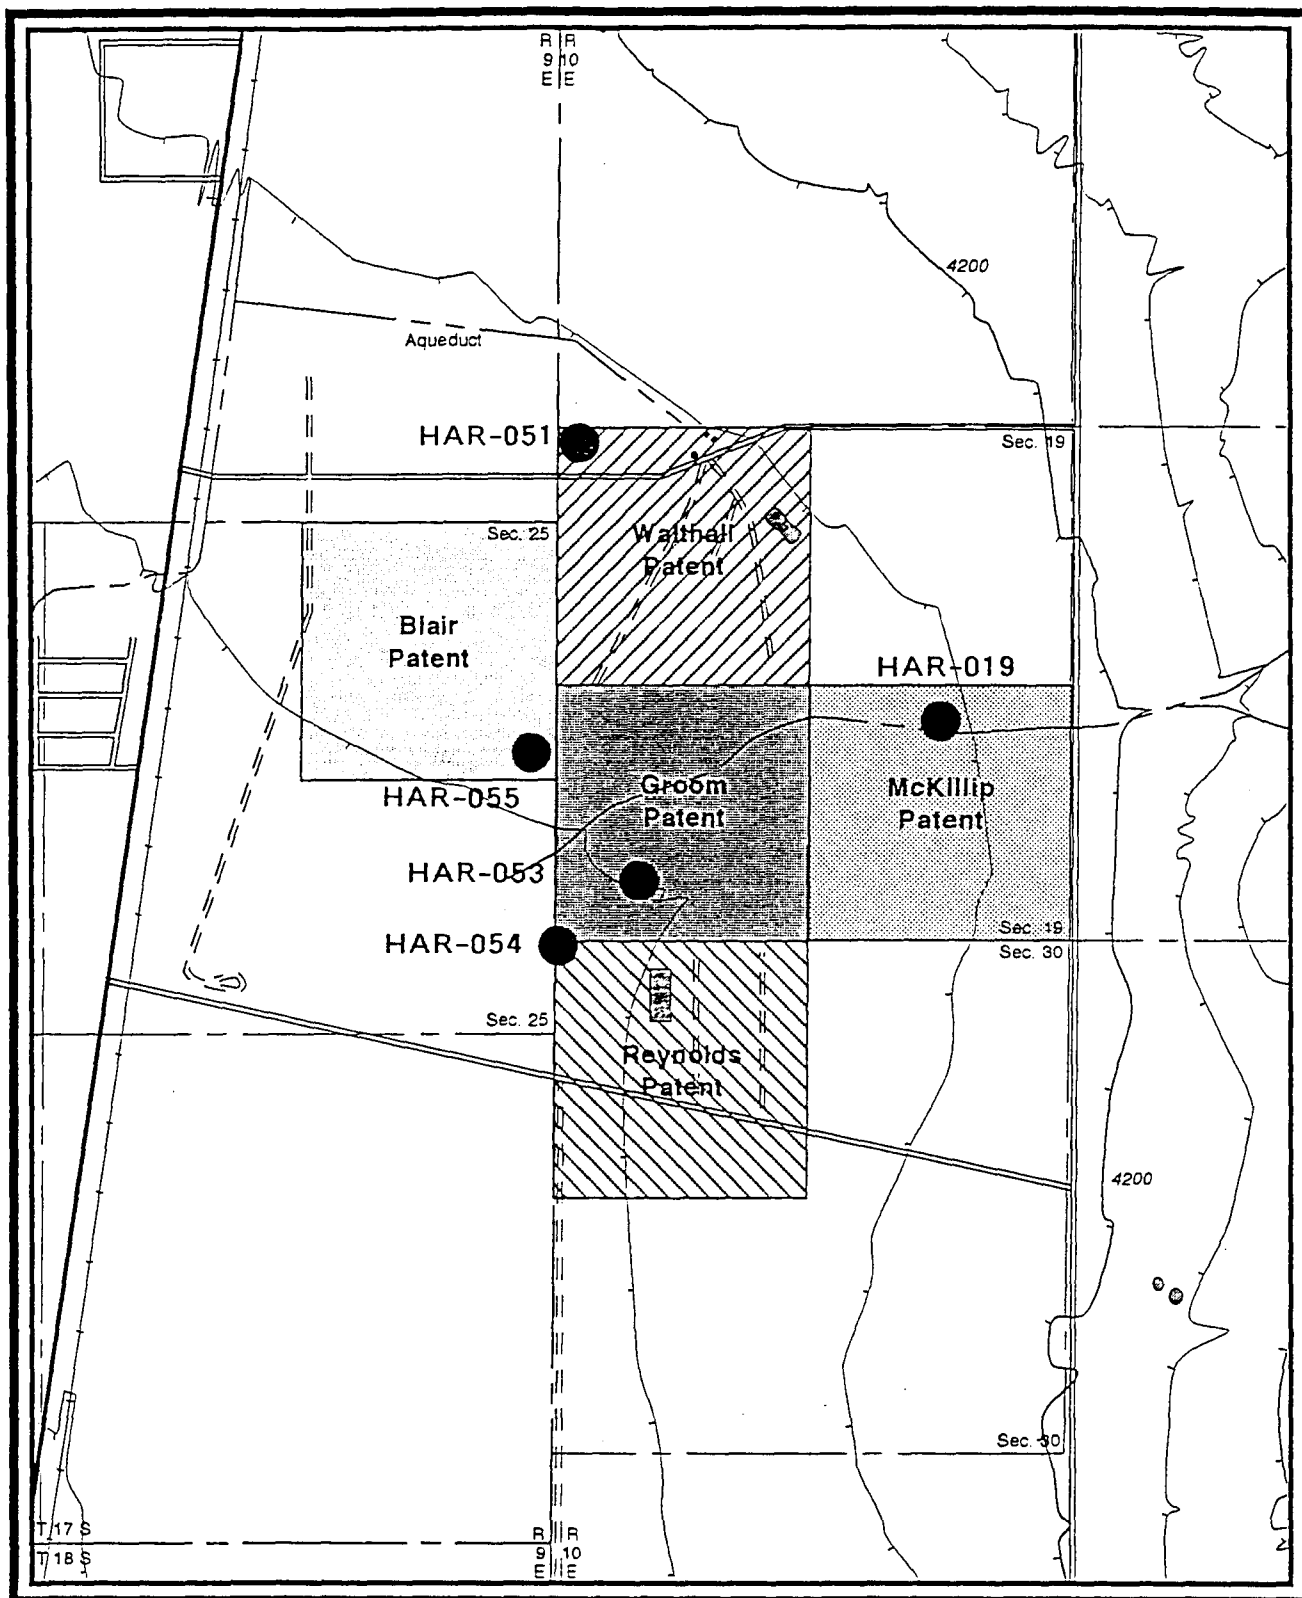 R R
9 10
E E
4200
Aqueduct
HAR-051
Sec. 19
Sec. 25
Walthall
Patent
Blair
Patent
HAR-019
Groom
Patent
McKillip
Patent
HAR-055
HAR-053
HAR-054
Sec. 19
Sec. 30
Sec. 25
Reynolds
Patent
4200
Sec. 30
T 17 S
T 18 S
R R
9 10
E E